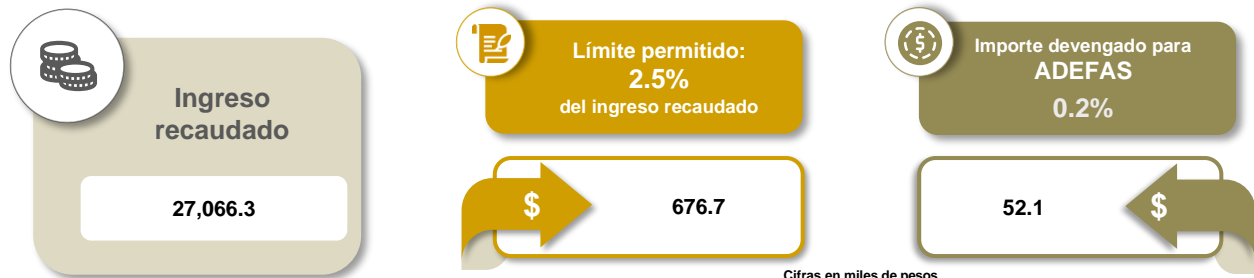 Ingreso
recaudado
27,066.3
Límite permitido:
2.5%
del ingreso recaudado
$
676.7
Importe devengado para
ADEFAS
0.2%
52.1
$
Cifras en miles de pesos